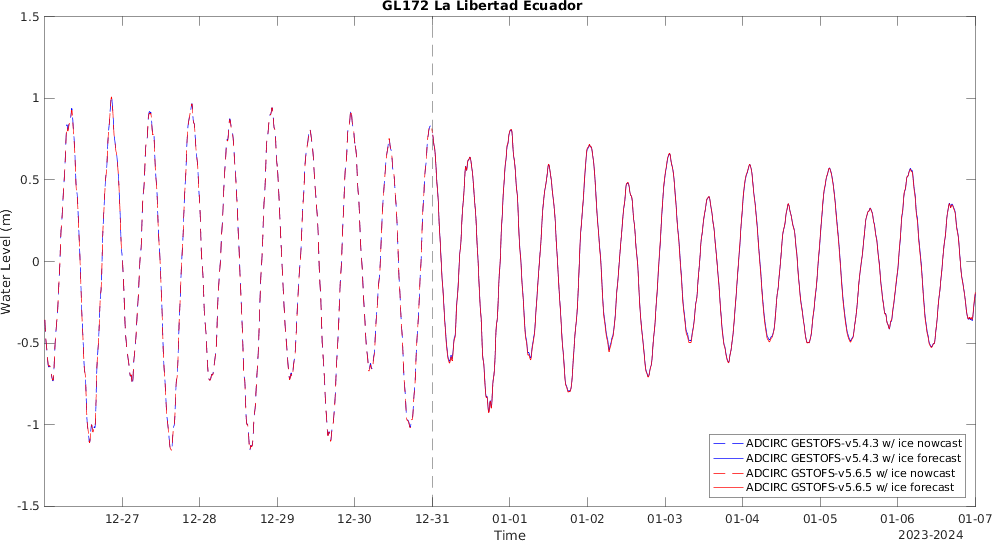 GL172 La Libertad Ecuador
1.5
1
0.5
0
-0.5
-1
-1.5
Water Level (m)
12-27 12-28 12-29 12-30 12-31 01-01 01-02 01-03 01-04 01-05 01-06 01-07
Time
2023-2024
ADCIRC GESTOFS-v5.4.3 w/ ice nowcast
ADCIRC GESTOFS-v5.4.3 w/ ice forecast
ADCIRC GSTOFS-v5.6.5 w/ ice nowcast
ADCIRC GSTOFS-v5.6.5 w/ ice forecast